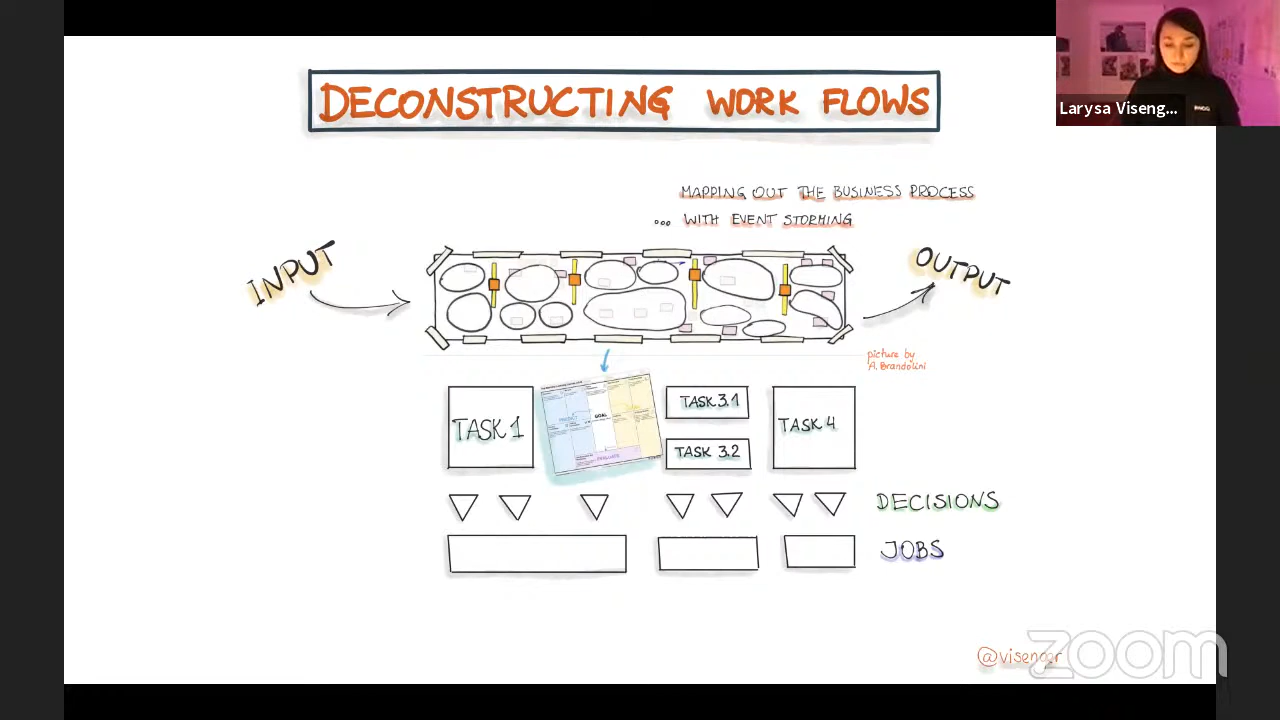 DECONSTRUCTING WORK FLOWS
Larysa Viseng...
MAPPING OUT THE BUSINESS PROCESS
... WITH EVENT STORMING
INPUT
OUTPUT
picture by
A. Brandolini
TASK 1
GOAL
TASK 3.1
TASK 3.2
TASK 4
DECISIONS
JOBS
zoom